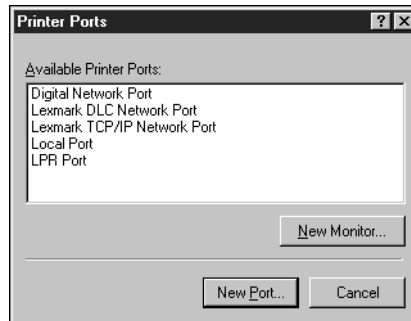 Printer Ports
Available Printer Ports:
Digital Network Port
Lexmark DLC Network Port
Lexmark TCP/IP Network Port
Local Port
LPR Port
New Monitor...
New Port...
Cancel